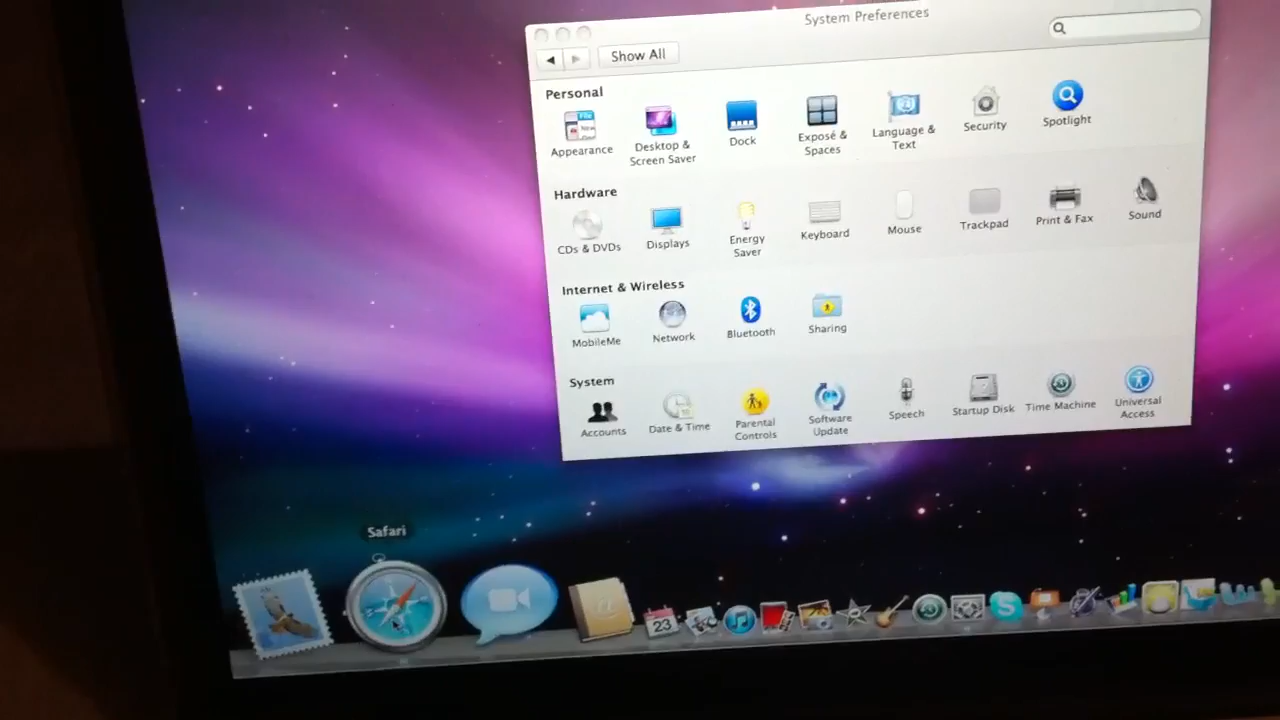 System Preferences
Show All
Personal
Appearance
Desktop &
Screen Saver
Dock
Exposé &
Spaces
Language &
Text
Security
Spotlight
Hardware
CDs & DVDs
Displays
Energy
Saver
Keyboard
Mouse
Trackpad
Print & Fax
Sound
Internet & Wireless
MobileMe
Network
Bluetooth
Sharing
System
Accounts
Date & Time
Parental
Controls
Software
Update
Speech
Startup Disk
Time Machine
Universal
Access
Safari
23